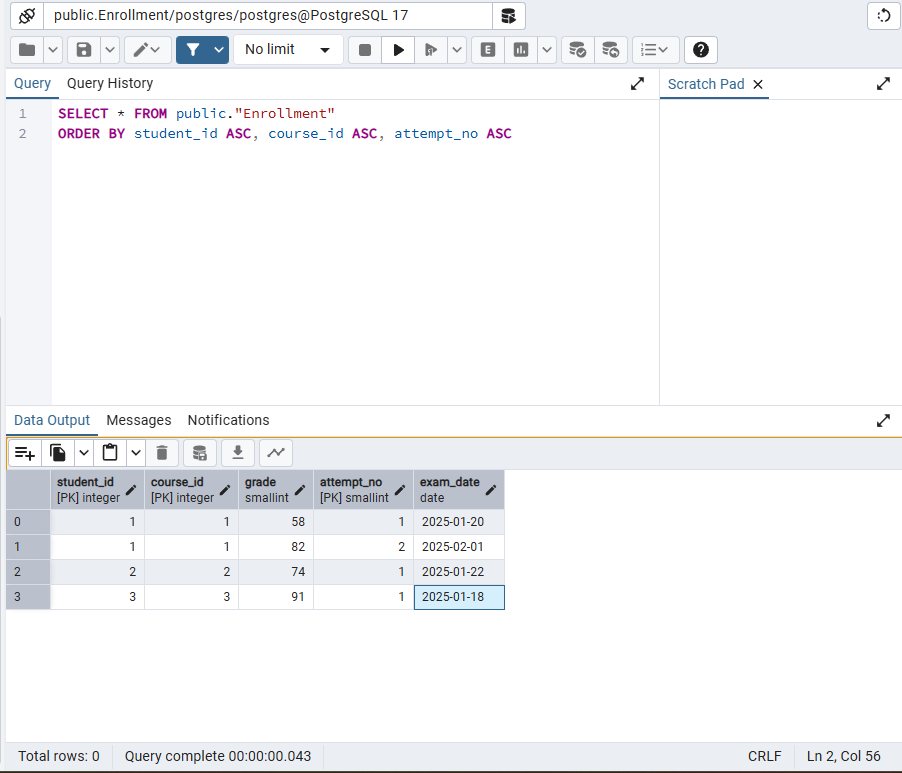 public.Enrollment/postgres/postgres@PostgreSQL 17
No limit
E
Query Query History
Scratch Pad
1 SELECT * FROM public."Enrollment"
2 ORDER BY student_id ASC, course_id ASC, attempt_no ASC
Data Output Messages Notifications
student_id course_id grade attempt_no exam_date
[PK] integer [PK] integer smallint [PK] smallint date
0 1 1 58 1 2025-01-20
1 1 1 82 2 2025-02-01
2 2 2 74 1 2025-01-22
3 3 3 91 1 2025-01-18
Total rows: 0 Query complete 00:00:00.043 CRLF Ln 2, Col 56